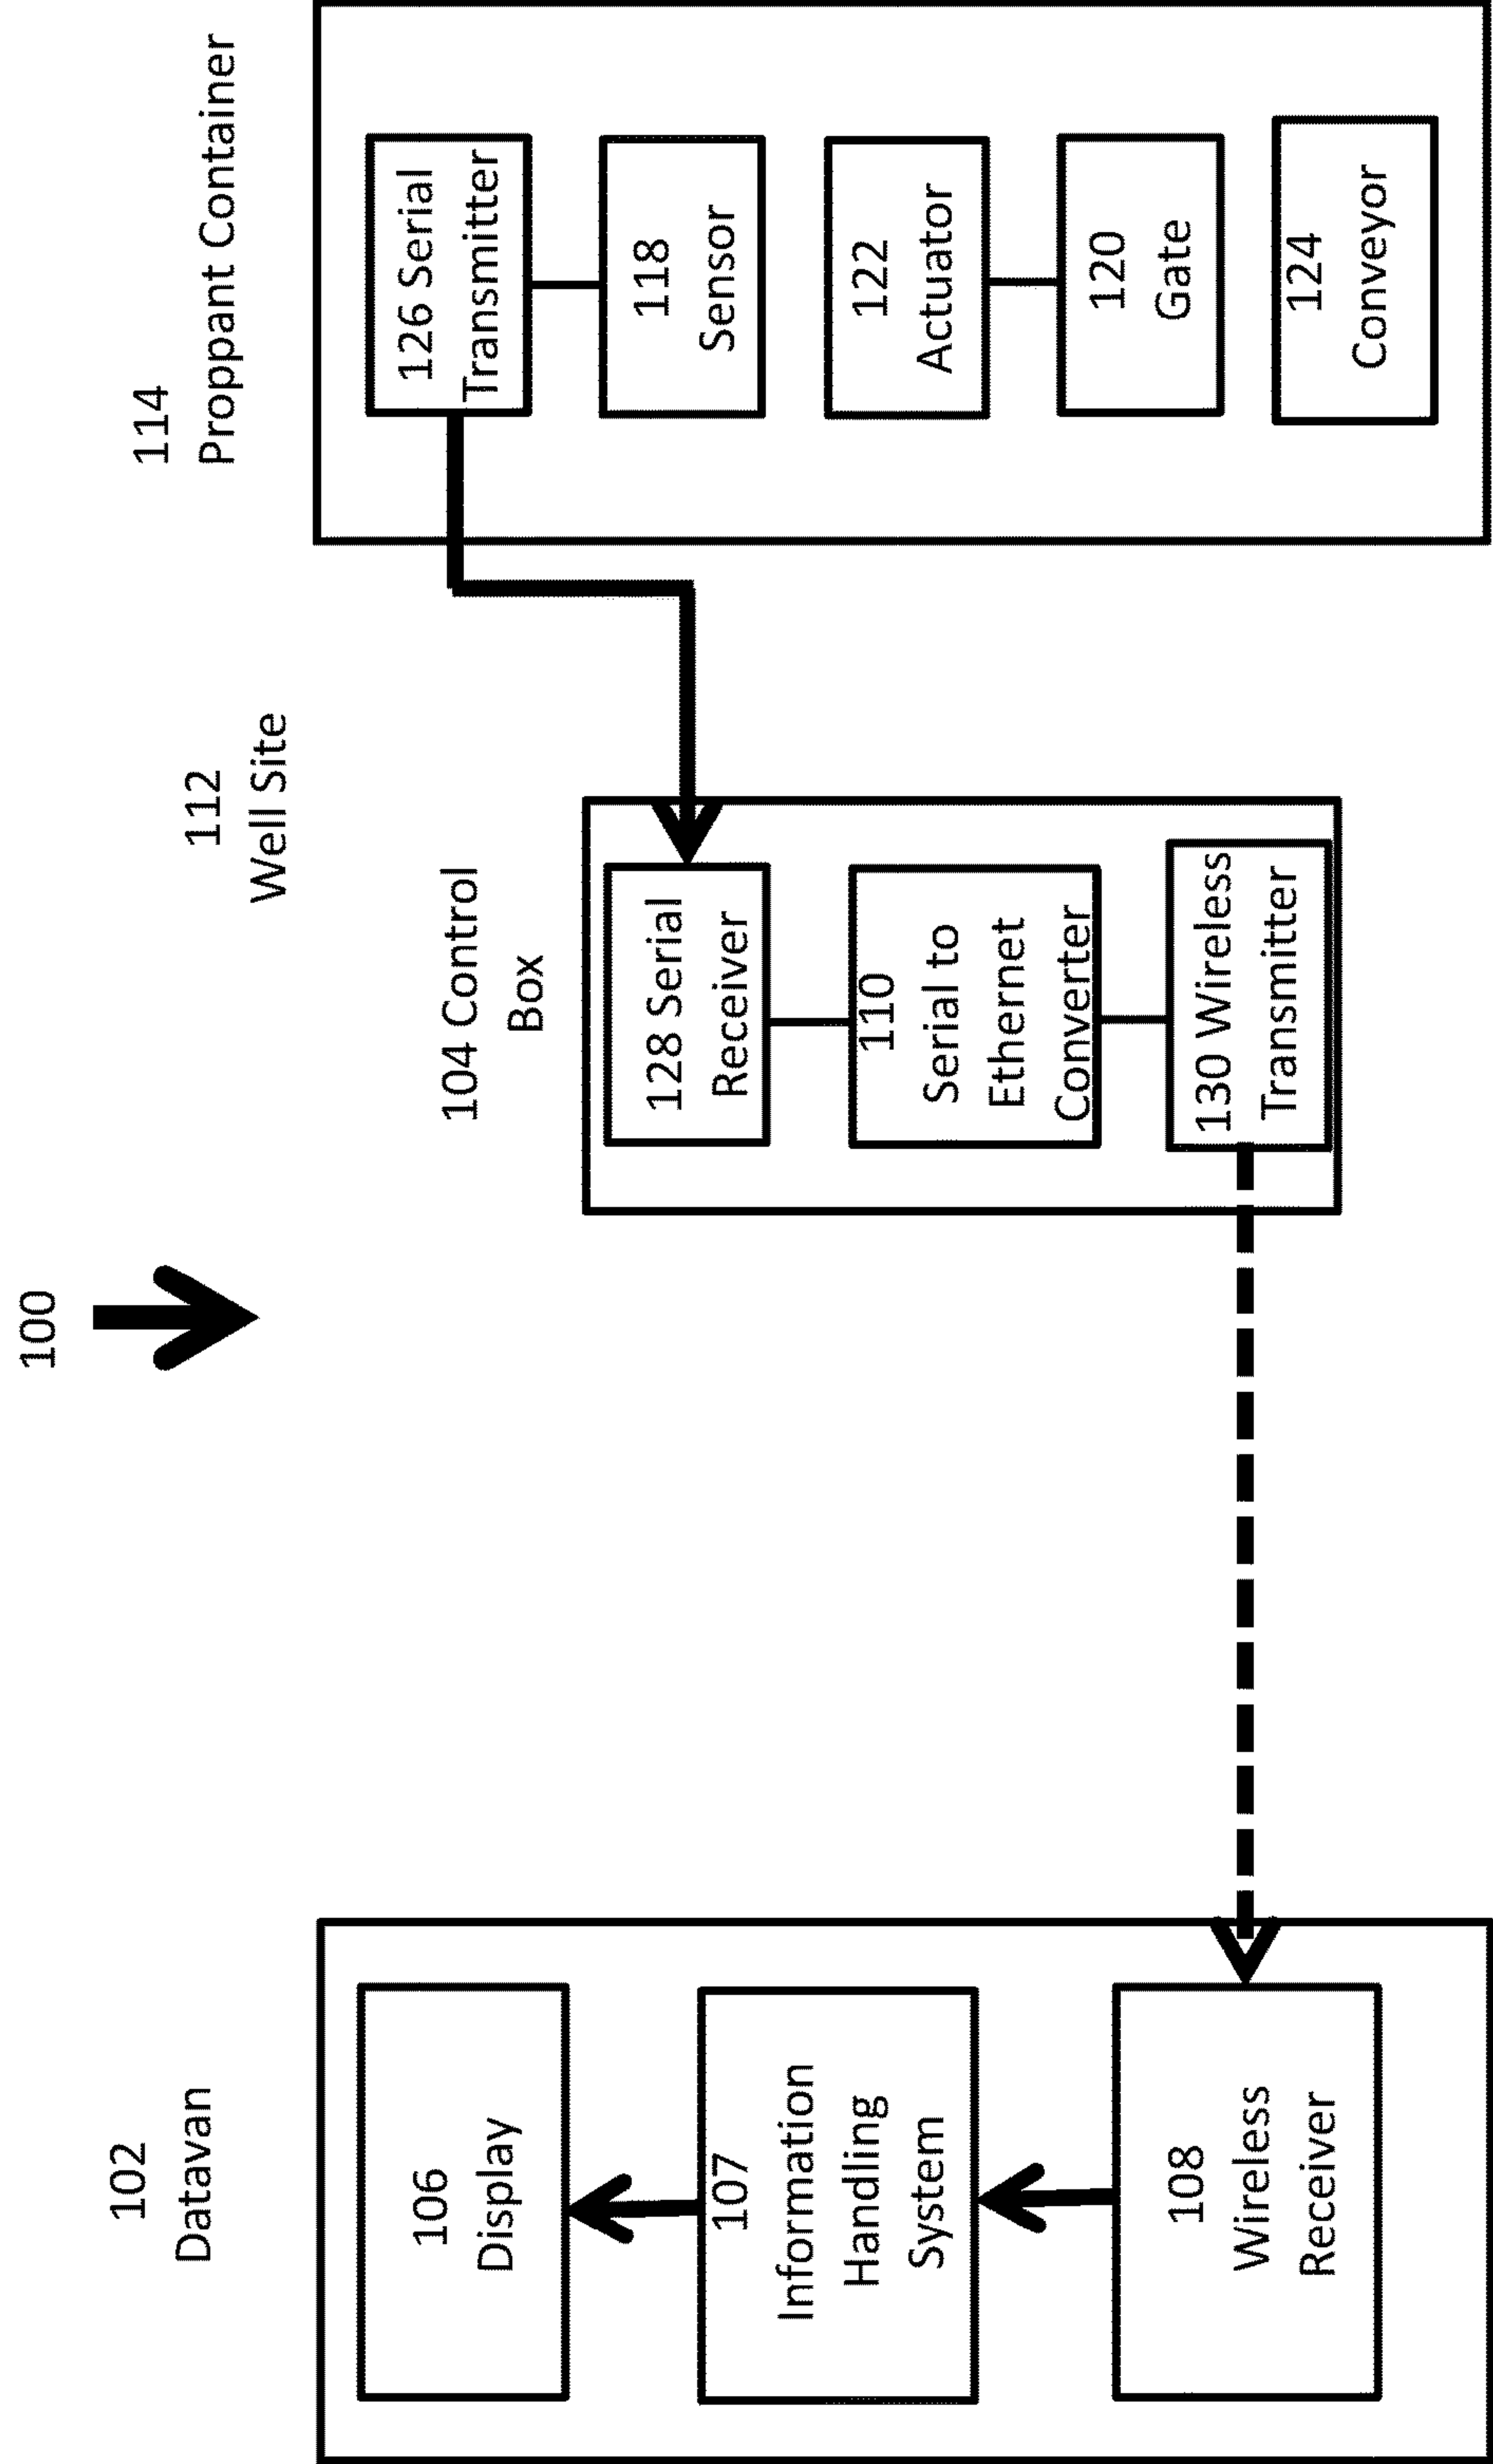 100
102
Datavan
106
Display
107
Information
Handling
System
108
Wireless
Receiver
112
Well Site
104 Control
Box
128 Serial
Receiver
110
Serial to
Ethernet
Converter
130 Wireless
Transmitter
114
Proppant Container
126 Serial
Transmitter
118
Sensor
122
Actuator
120
Gate
124
Conveyor